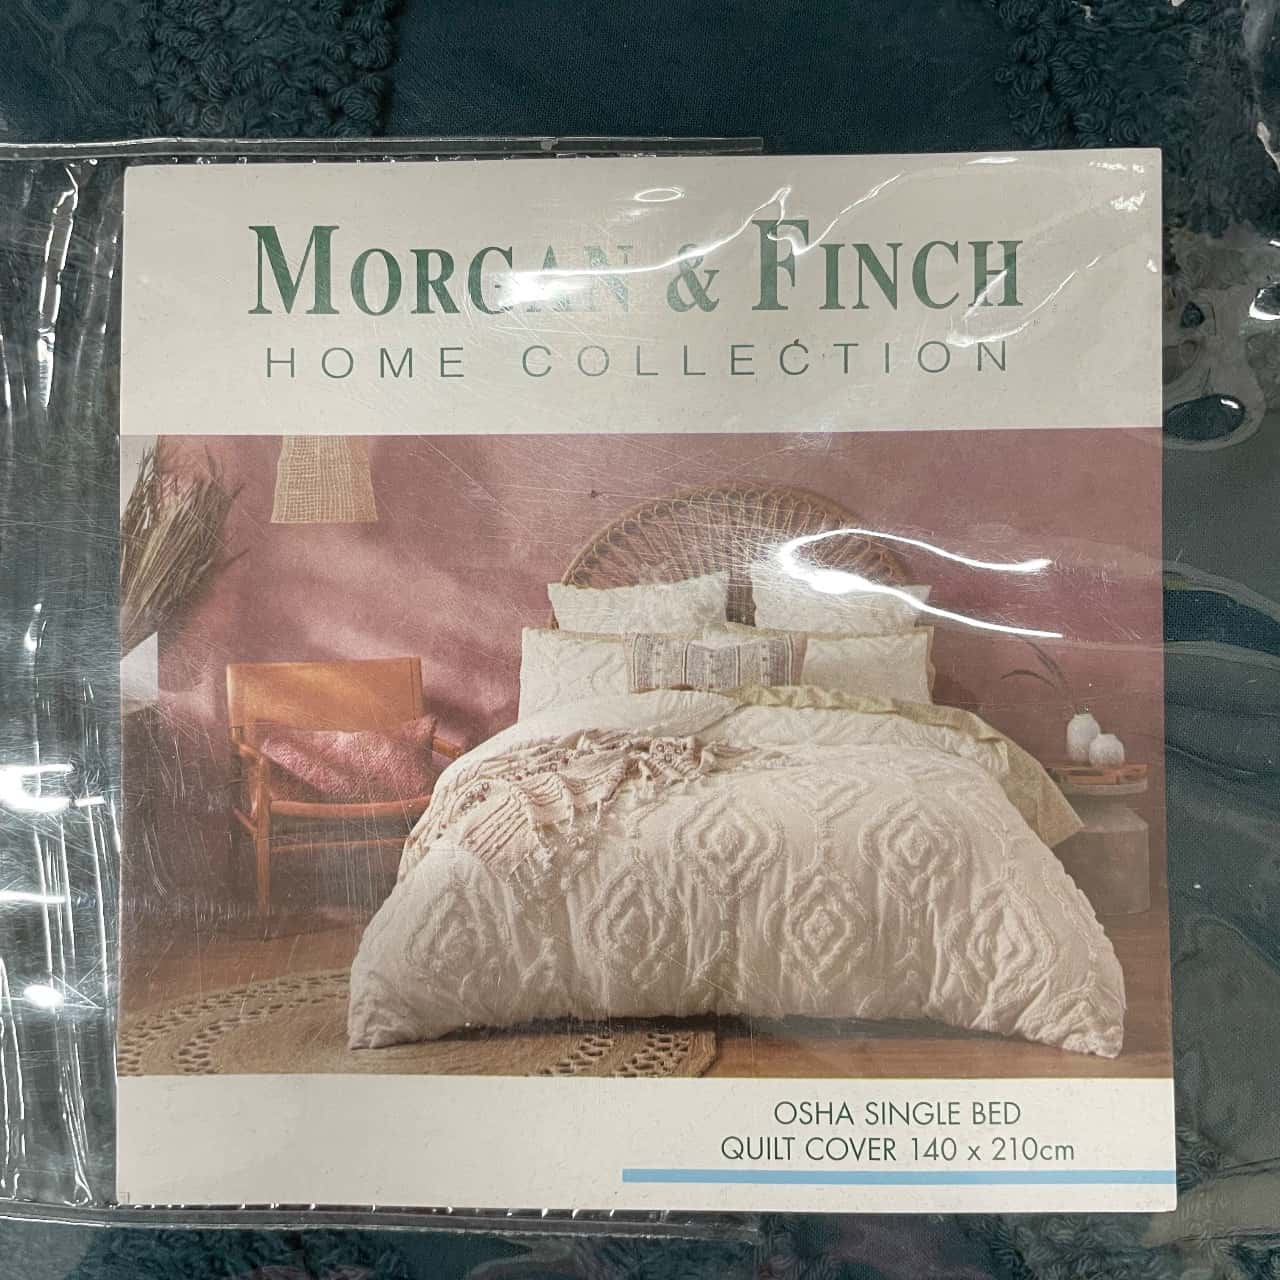 MORGAN & FINCH
HOME COLLECTION
OSHA SINGLE BED
QUILT COVER 140 x 210cm